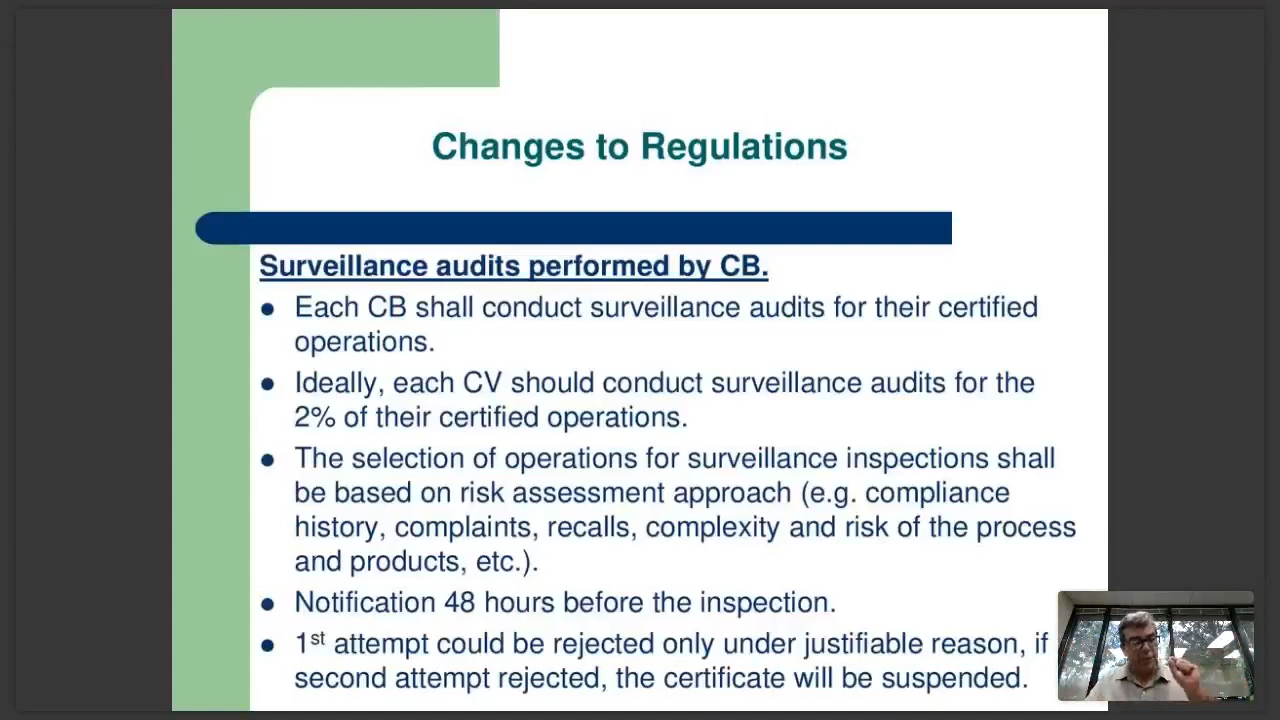 Changes to Regulations
Surveillance audits performed by CB.
● Each CB shall conduct surveillance audits for their certified
operations.
● Ideally, each CV should conduct surveillance audits for the
2% of their certified operations.
● The selection of operations for surveillance inspections shall
be based on risk assessment approach (e.g. compliance
history, complaints, recalls, complexity and risk of the process
and products, etc.).
● Notification 48 hours before the inspection.
● 1st attempt could be rejected only under justifiable reason, if
second attempt rejected, the certificate will be suspended.